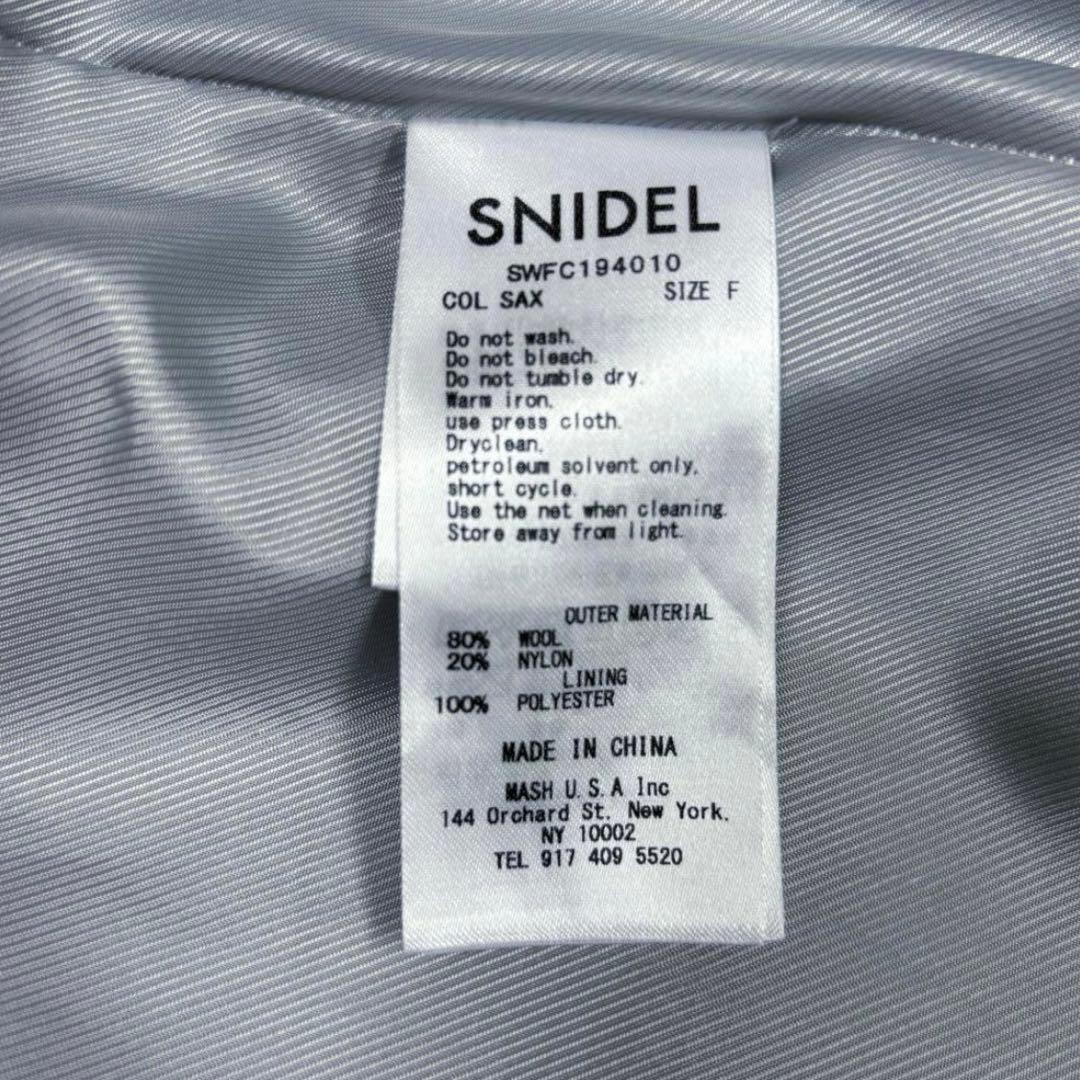 SNIDEL
SWFC194010
COL SAX SIZE F
Do not wash.
Do not bleach.
Do not tumble dry.
Warm iron,
use press cloth.
Dryclean,
petroleum solvent only,
short cycle.
Use the net when cleaning.
Store away from light.
OUTER MATERIAL
80% WOOL
20% NYLON
LINING
100% POLYESTER
MADE IN CHINA
MASH U.S.A Inc
144 Orchard St. New York,
NY 10002
TEL 917 409 5520